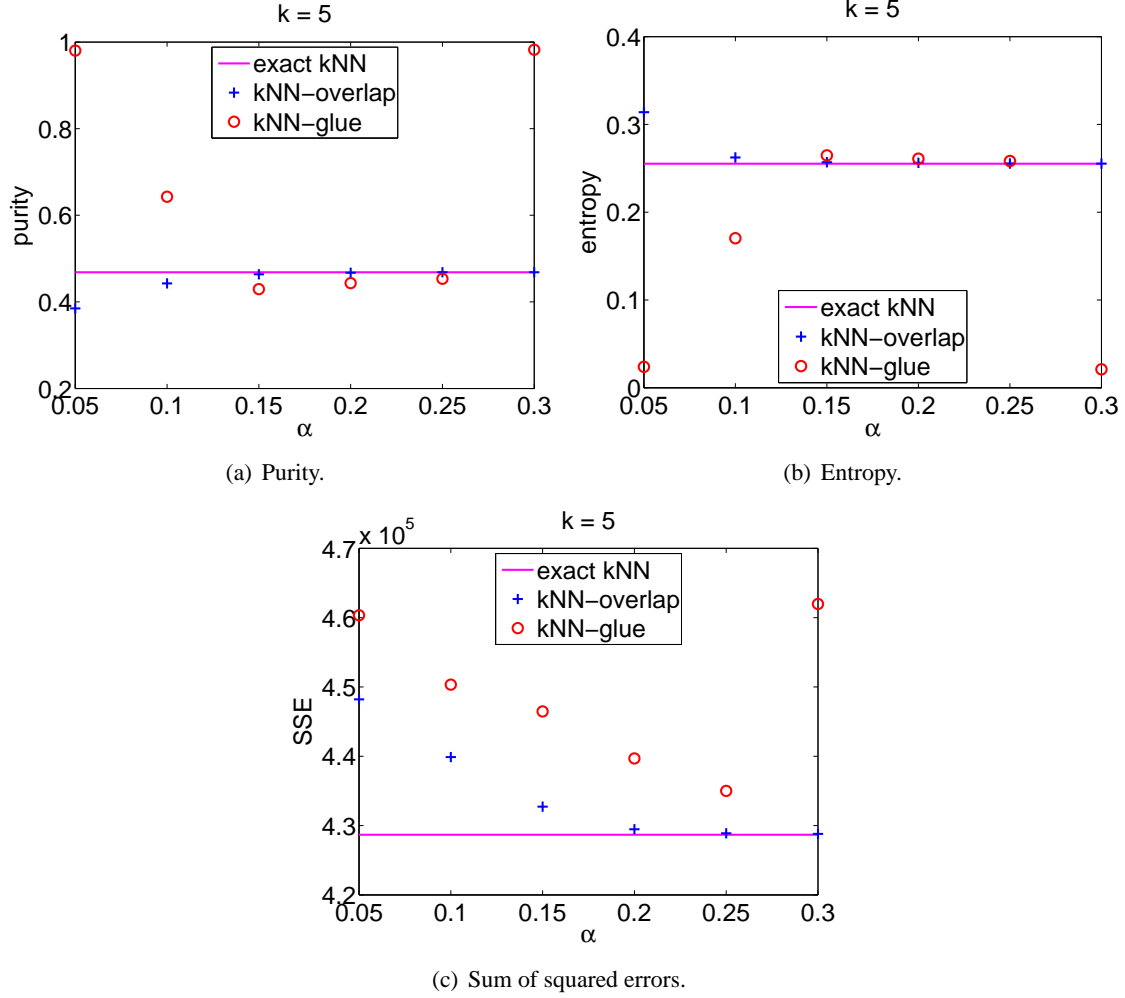 k = 5
1
0.8
0.6
0.4
0.2
purity
exact kNN
kNN−overlap
kNN−glue
0.05 0.1 0.15 0.2 0.25 0.3
α
(a) Purity.
k = 5
0.4
0.3
0.2
0.1
0
entropy
exact kNN
kNN−overlap
kNN−glue
0.05 0.1 0.15 0.2 0.25 0.3
α
(b) Entropy.
k = 5
x 10^5
4.7
4.6
4.5
4.4
4.3
4.2
SSE
exact kNN
kNN−overlap
kNN−glue
0.05 0.1 0.15 0.2 0.25 0.3
α
(c) Sum of squared errors.